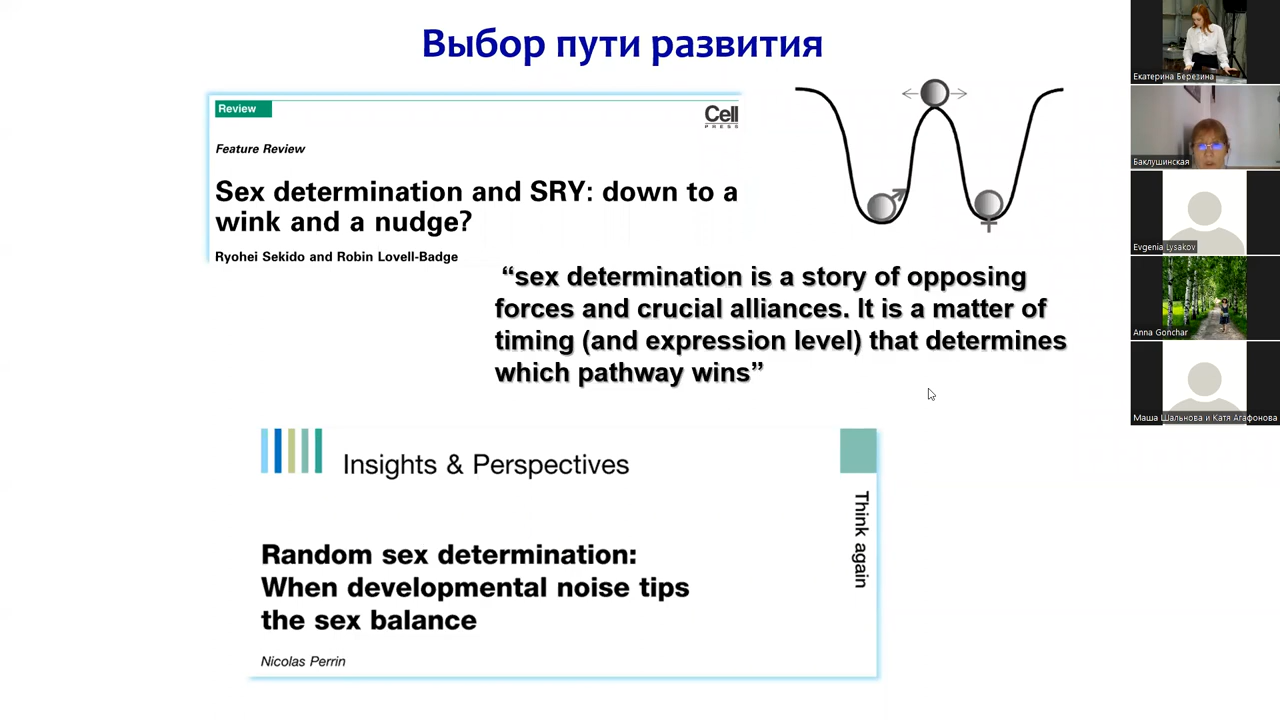 Выбор пути развития
Review
Cell
PRESS
Feature Review
Sex determination and SRY: down to a
wink and a nudge?
Ryohei Sekido and Robin Lovell-Badge
“sex determination is a story of opposing
forces and crucial alliances. It is a matter of
timing (and expression level) that determines
which pathway wins”
Insights & Perspectives
Think again
Random sex determination:
When developmental noise tips
the sex balance
Nicolas Perrin
Екатерина Березина
Баклушинская
Evgenia Lysakov
Anna Gonchar
Маша Шальнова и Катя Агафонова